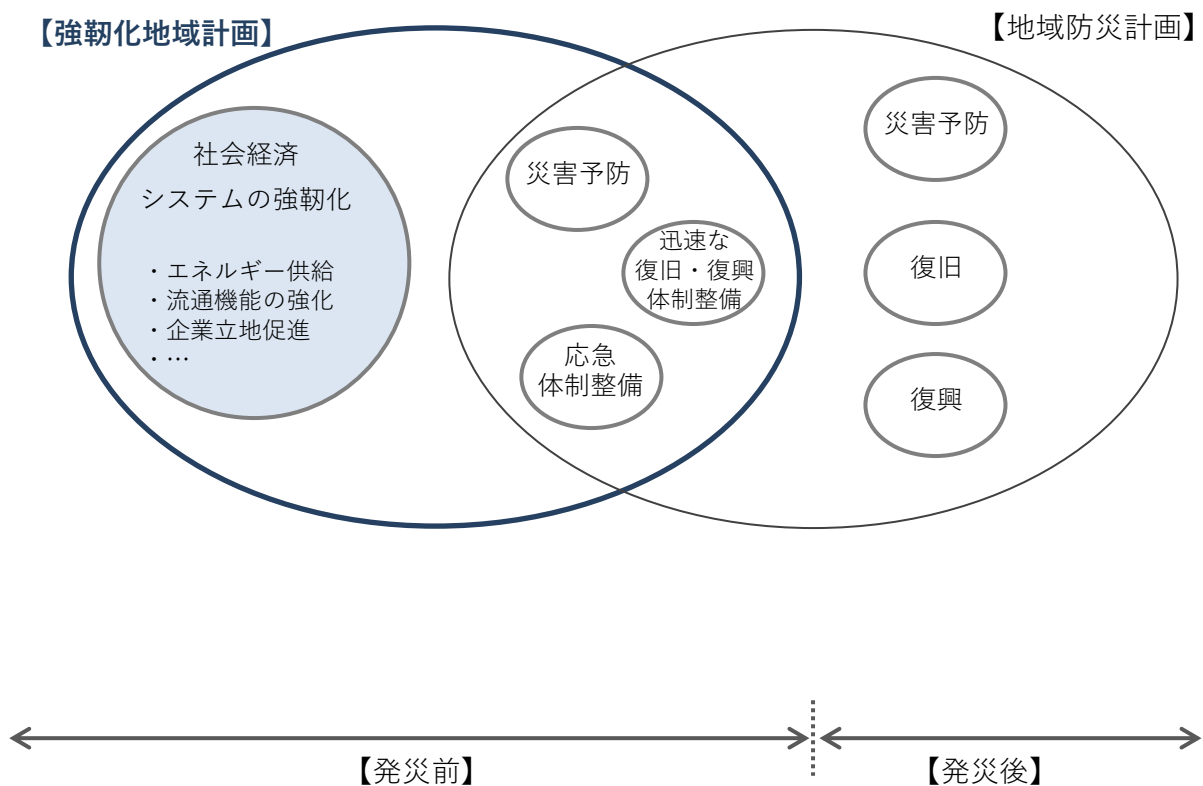 【強靭化地域計画】
【地域防災計画】
社会経済
システムの強靭化
・エネルギー供給
・流通機能の強化
・企業立地促進
・…
災害予防
迅速な
復旧・復興
体制整備
応急
体制整備
災害予防
復旧
復興
【発災前】
【発災後】